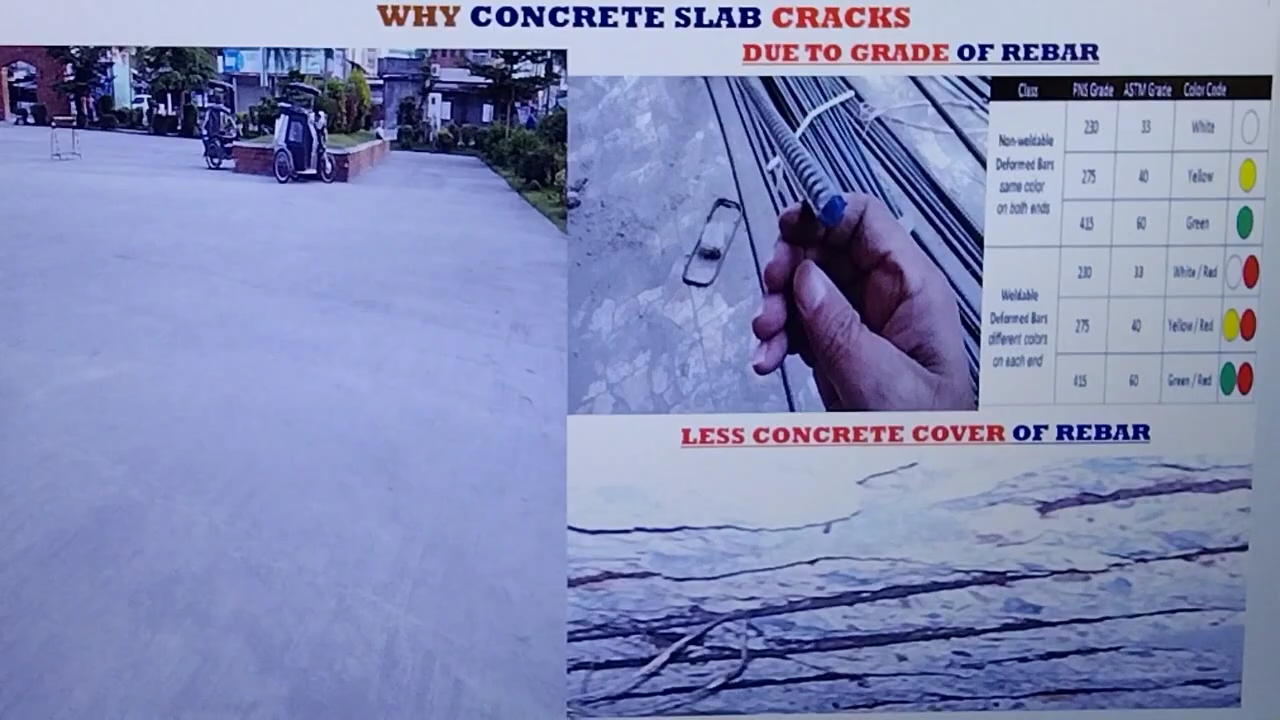 WHY CONCRETE SLAB CRACKS
DUE TO GRADE OF REBAR
Class PNS Grade ASTM Grade Color Code
Non-weldable
Deformed Bars
same color
on both ends
230 33 White
275 40 Yellow
415 60 Green
Weldable
Deformed Bars
different colors
on each end
230 33 White / Red
275 40 Yellow / Red
415 60 Green / Red
LESS CONCRETE COVER OF REBAR